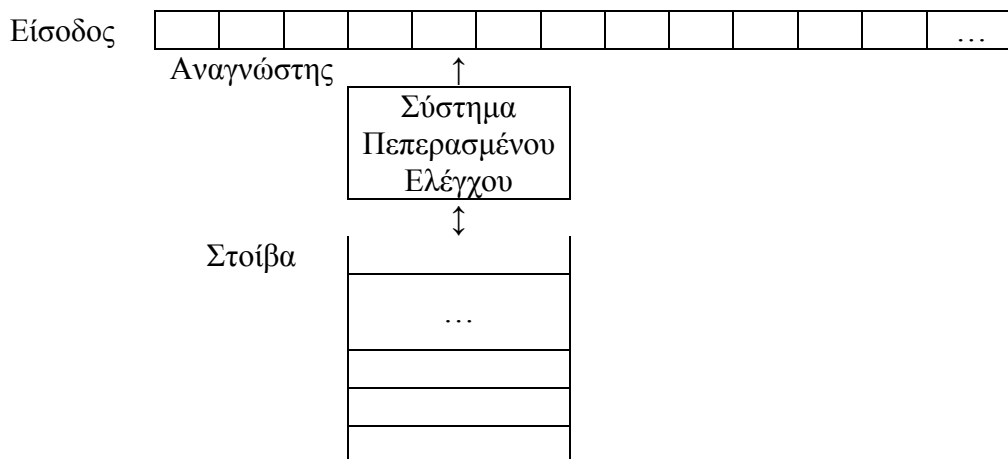 Είσοδος
…
Αναγνώστης
↑
Σύστημα
Πεπερασμένου
Ελέγχου
↕
Στοίβα
…